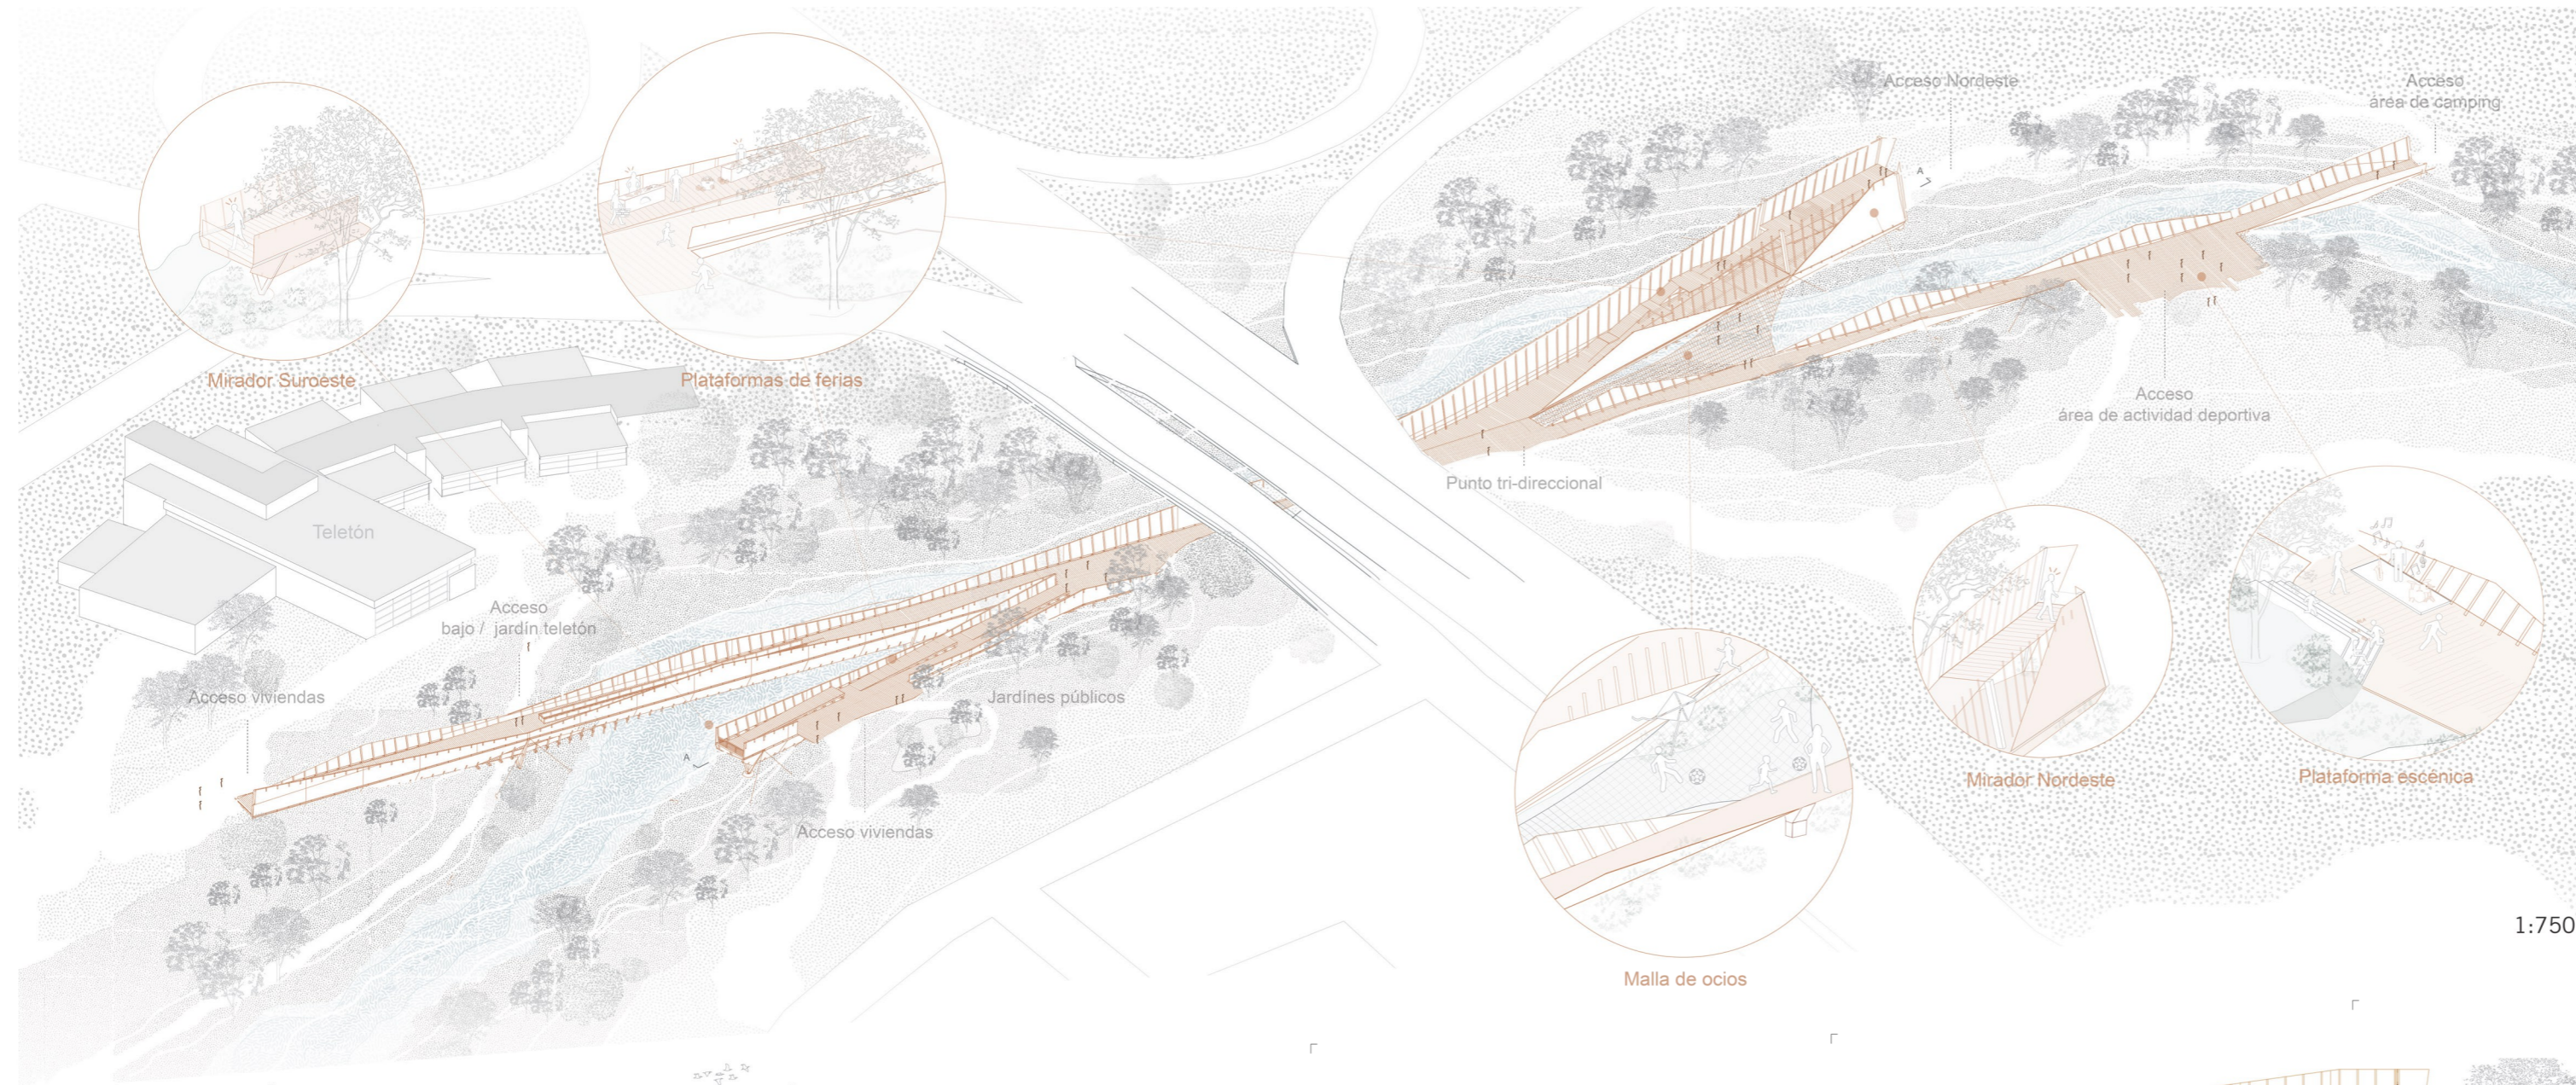 Acceso Nordeste
Acceso
área de camping
A
Mirador Suroeste
Plataformas de ferias
Acceso
área de actividad deportiva
Punto tri-direccional
Teletón
Acceso
bajo / jardín teletón
Acceso viviendas
Jardínes públicos
A
Acceso viviendas
Mirador Nordeste
Plataforma escénica
1:750
Malla de ocios